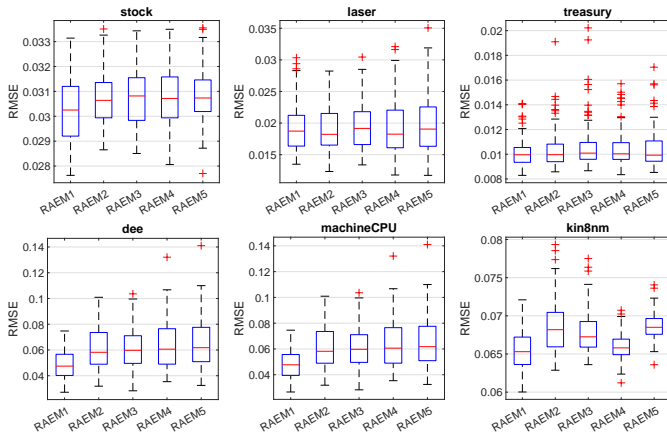 stock
laser
treasury
RMSE
0.033
0.032
0.031
0.03
0.029
0.028
RAEM1
RAEM2
RAEM3
RAEM4
RAEM5
RMSE
0.035
0.03
0.025
0.02
0.015
RAEM1
RAEM2
RAEM3
RAEM4
RAEM5
RMSE
0.02
0.018
0.016
0.014
0.012
0.01
0.008
RAEM1
RAEM2
RAEM3
RAEM4
RAEM5
dee
machineCPU
kin8nm
RMSE
0.14
0.12
0.1
0.08
0.06
0.04
RAEM1
RAEM2
RAEM3
RAEM4
RAEM5
RMSE
0.14
0.12
0.1
0.08
0.06
0.04
RAEM1
RAEM2
RAEM3
RAEM4
RAEM5
RMSE
0.08
0.075
0.07
0.065
0.06
RAEM1
RAEM2
RAEM3
RAEM4
RAEM5